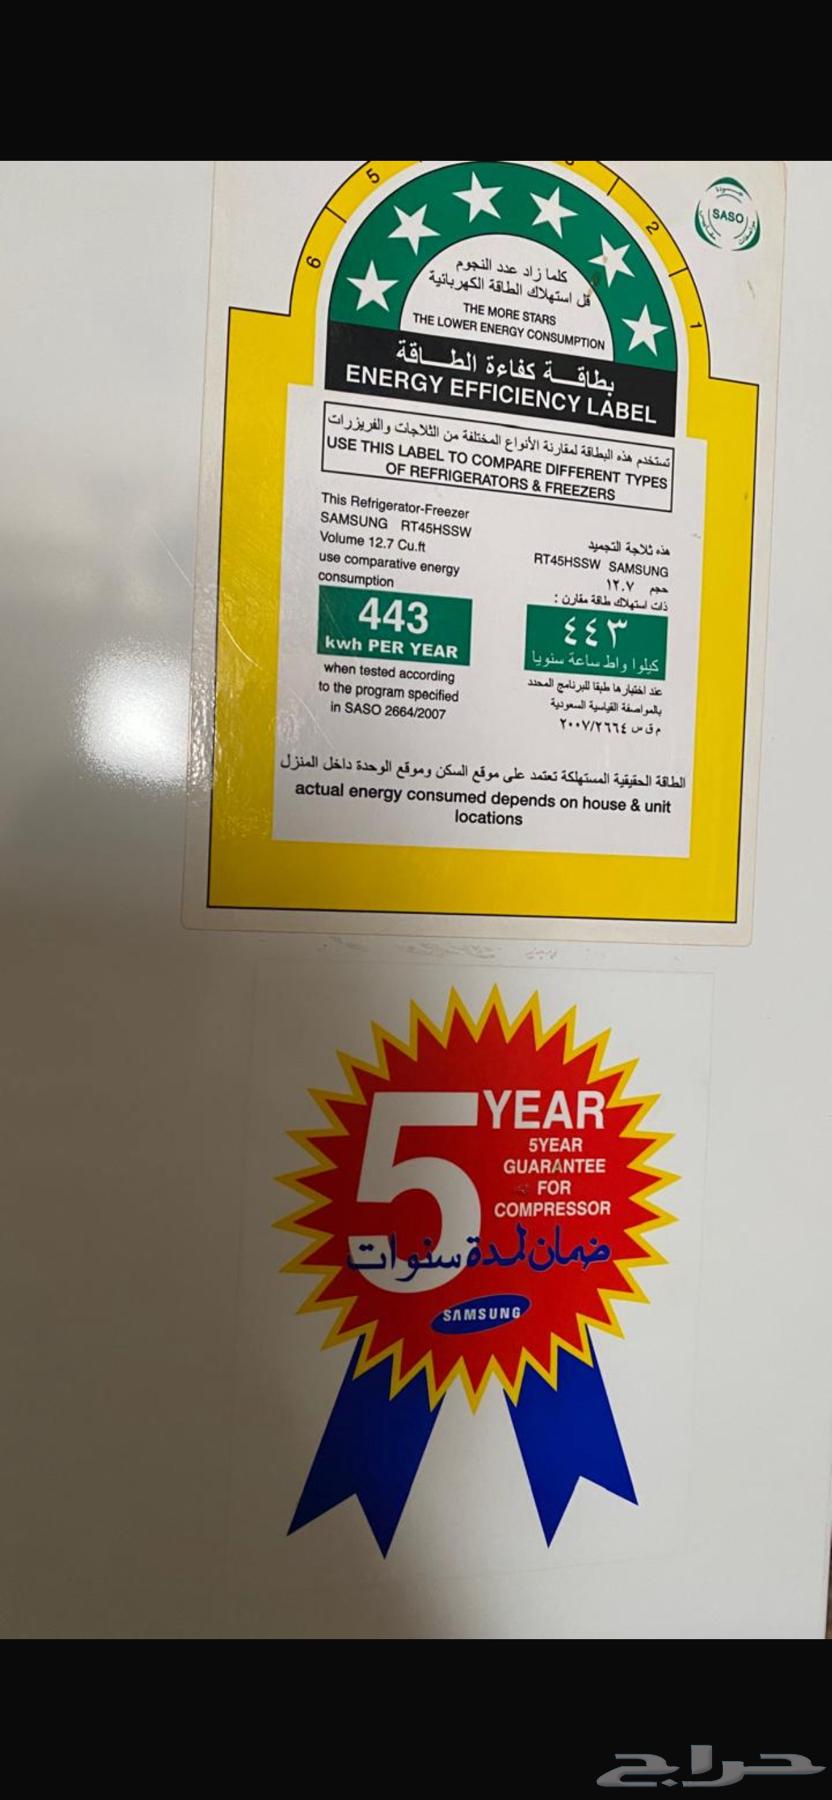 5
2
6
1
جودة
SASO
كلما زاد عدد النجوم
قل استهلاك الطاقة الكهربائية
THE MORE STARS
THE LOWER ENERGY CONSUMPTION
بطاقة كفاءة الطاقة
ENERGY EFFICIENCY LABEL
تستخدم هذه البطاقة لمقارنة الأنواع المختلفة من الثلاجات والفريزرات
USE THIS LABEL TO COMPARE DIFFERENT TYPES
OF REFRIGERATORS & FREEZERS
This Refrigerator-Freezer
SAMSUNG RT45HSSW
Volume 12.7 Cu.ft
use comparative energy
consumption
443
kwh PER YEAR
when tested according
to the program specified
in SASO 2664/2007
هذه ثلاجة التجميد
RT45HSSW SAMSUNG
حجم ١٢.٧
ذات استهلاك طاقة مقارن :
٤٤٣
كيلوا واط ساعة سنويا
عند اختبارها طبقا للبرنامج المحدد
بالمواصفة القياسية السعودية
م ق س ٢٠٠٧/٢٦٦٤
الطاقة الحقيقية المستهلكة تعتمد على موقع السكن وموقع الوحدة داخل المنزل
actual energy consumed depends on house & unit
locations
5 YEAR
5YEAR
GUARANTEE
FOR
COMPRESSOR
ضمان لمدة سنوات
SAMSUNG
حراج